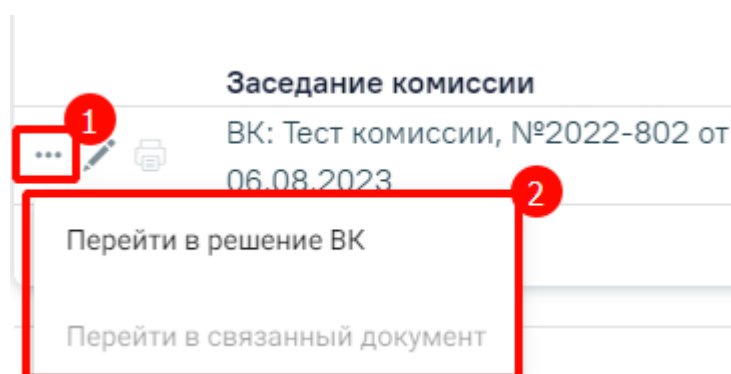 Заседание комиссии
1
ВК: Тест комиссии, №2022-802 от
06.08.2023
2
Перейти в решение ВК
Перейти в связанный документ